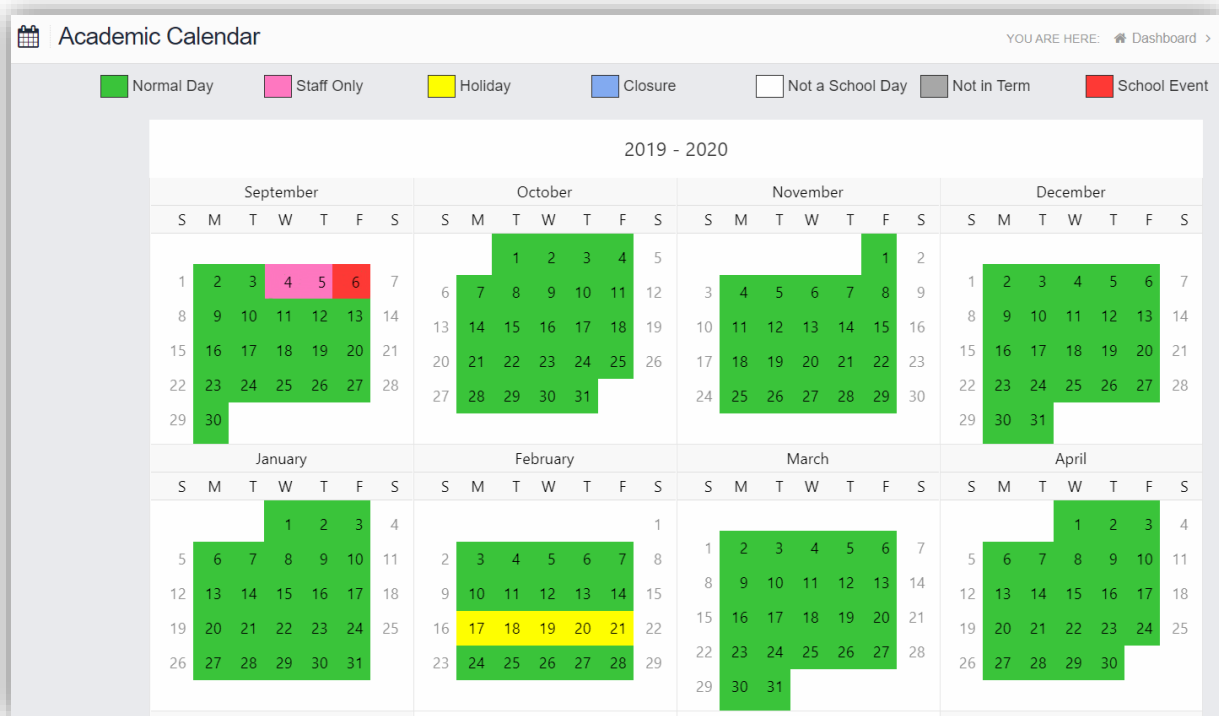 Academic Calendar YOU ARE HERE: Dashboard >
Normal Day Staff Only Holiday Closure Not a School Day Not in Term School Event
2019 - 2020
September October November December
S M T W T F S S M T W T F S S M T W T F S S M T W T F S
1 2 3 4 5 1 2
1 2 3 4 5 6 7 6 7 8 9 10 11 12 3 4 5 6 7 8 9 1 2 3 4 5 6 7
8 9 10 11 12 13 14 13 14 15 16 17 18 19 10 11 12 13 14 15 16 8 9 10 11 12 13 14
15 16 17 18 19 20 21 20 21 22 23 24 25 26 17 18 19 20 21 22 23 15 16 17 18 19 20 21
22 23 24 25 26 27 28 27 28 29 30 31 24 25 26 27 28 29 30 22 23 24 25 26 27 28
29 30 29 30 31
January February March April
S M T W T F S S M T W T F S S M T W T F S S M T W T F S
1 2 3 4 1 1 2 3 4
5 6 7 8 9 10 11 2 3 4 5 6 7 8 1 2 3 4 5 6 7 5 6 7 8 9 10 11
12 13 14 15 16 17 18 9 10 11 12 13 14 15 8 9 10 11 12 13 14 12 13 14 15 16 17 18
19 20 21 22 23 24 25 16 17 18 19 20 21 22 15 16 17 18 19 20 21 19 20 21 22 23 24 25
26 27 28 29 30 31 23 24 25 26 27 28 29 22 23 24 25 26 27 28 26 27 28 29 30
29 30 31